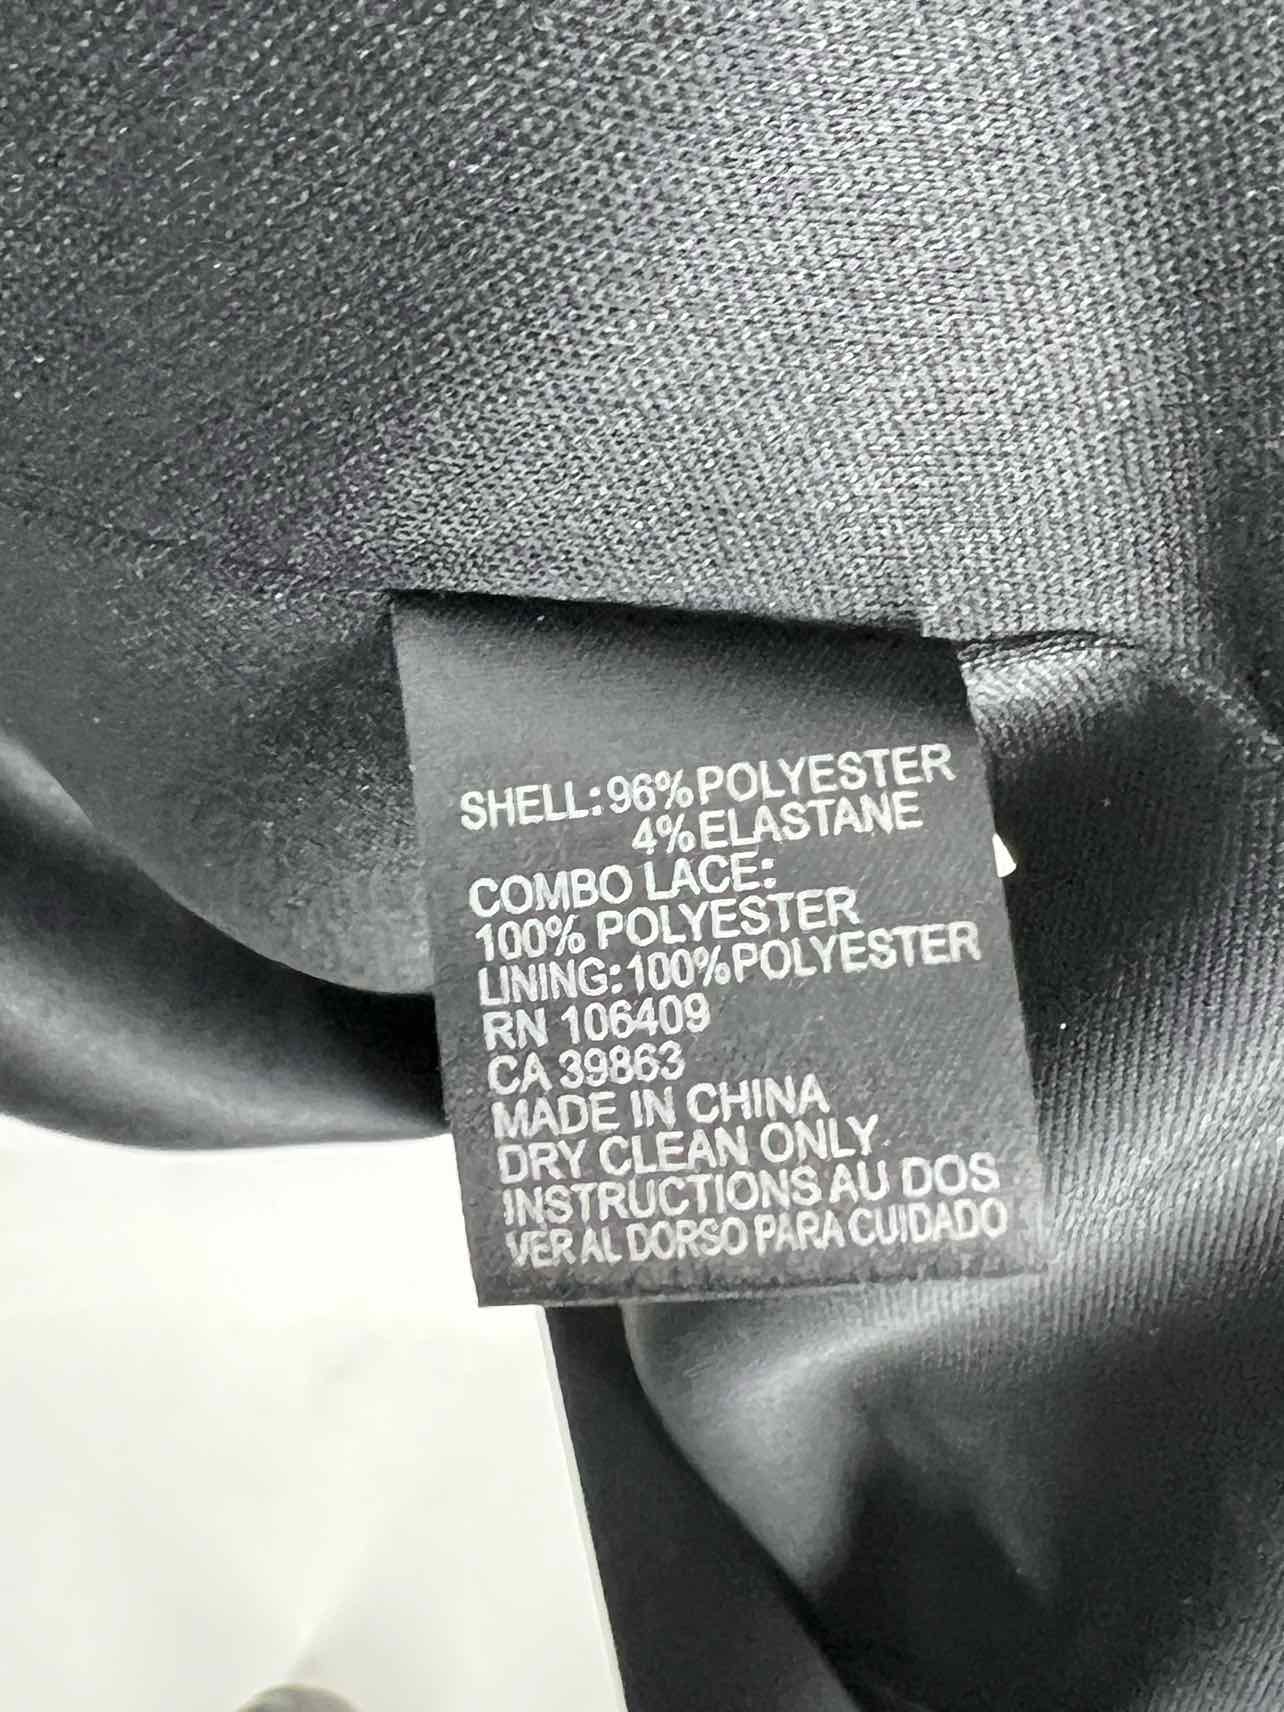 SHELL: 96% POLYESTER
4% ELASTANE
COMBO LACE:
100% POLYESTER
LINING: 100% POLYESTER
RN 106409
CA 39863
MADE IN CHINA
DRY CLEAN ONLY
INSTRUCTIONS AU DOS
VER AL DORSO PARA CUIDADO